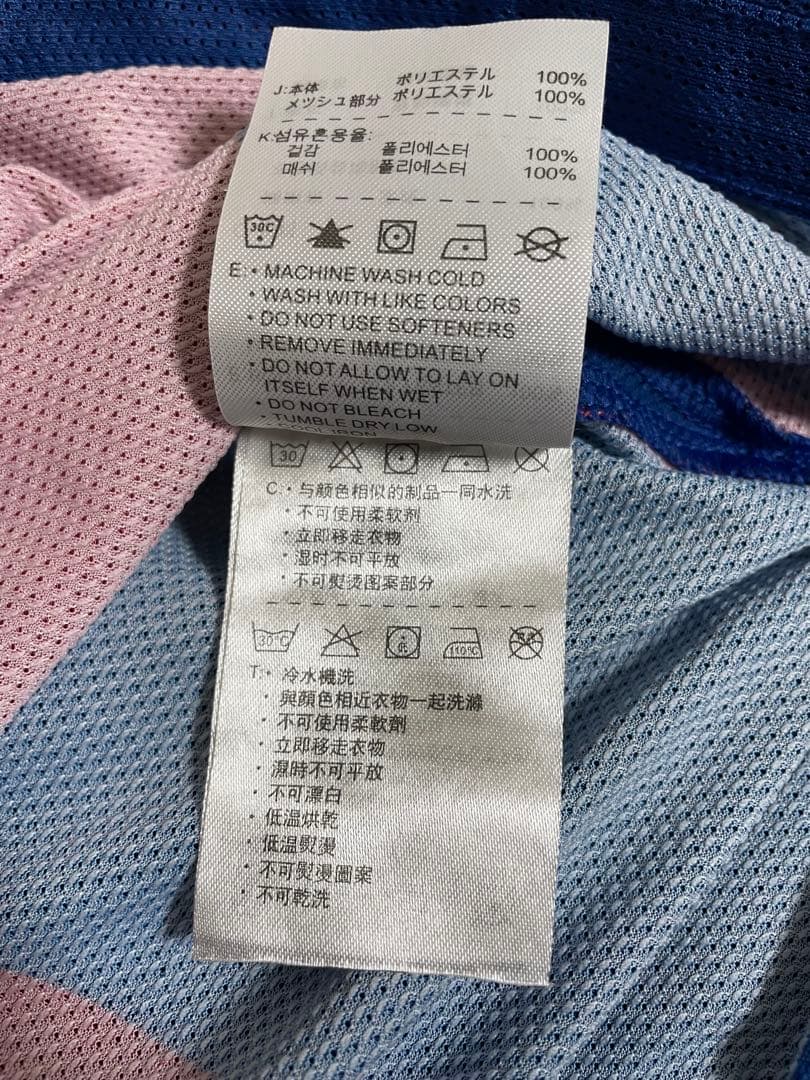 J:本体 ポリエステル 100%
メッシュ部分 ポリエステル 100%
K:섬유혼용율:
겉감 폴리에스터 100%
매쉬 폴리에스터 100%
30C
E:・MACHINE WASH COLD
・WASH WITH LIKE COLORS
・DO NOT USE SOFTENERS
・REMOVE IMMEDIATELY
・DO NOT ALLOW TO LAY ON
ITSELF WHEN WET
・DO NOT BLEACH
・TUMBLE DRY LOW
・COOL IRON
30
C:・与颜色相似的制品一同水洗
・不可使用柔软剂
・立即移走衣物
・湿时不可平放
・不可熨烫图案部分
30°C 低 110°C
T:・冷水機洗
・與顏色相近衣物一起洗滌
・不可使用柔軟劑
・立即移走衣物
・濕時不可平放
・不可漂白
・低温烘乾
・低温熨燙
・不可熨燙圖案
・不可乾洗